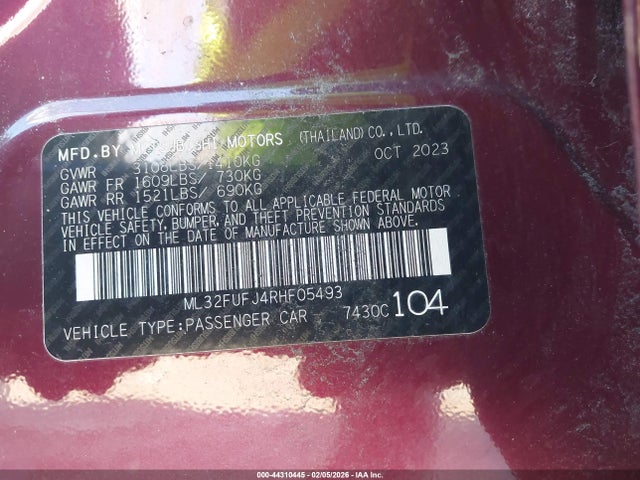 MFD.BY MITSUBISHI MOTORS (THAILAND) CO., LTD.
GVWR 3108LBS/1410KG OCT 2023
GAWR FR 1609LBS/ 730KG
GAWR RR 1521LBS/ 690KG
THIS VEHICLE CONFORMS TO ALL APPLICABLE FEDERAL MOTOR
VEHICLE SAFETY, BUMPER, AND THEFT PREVENTION STANDARDS
IN EFFECT ON THE DATE OF MANUFACTURE SHOWN ABOVE.
ML32FUFJ4RHF05493
VEHICLE TYPE:PASSENGER CAR 7430C 104
000-44310445 - 02/05/2026 - IAA Inc.